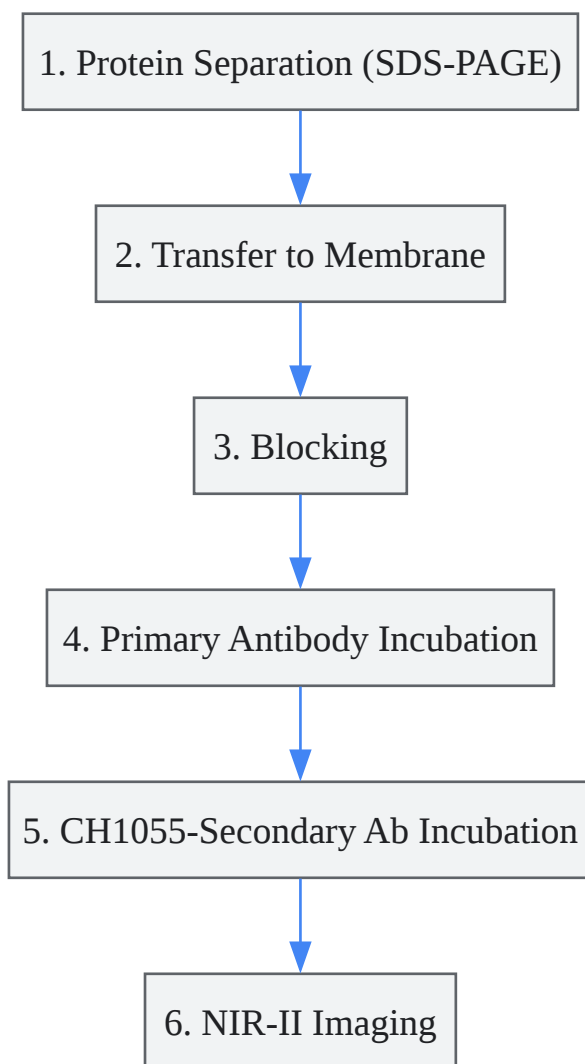 1. Protein Separation (SDS-PAGE)
2. Transfer to Membrane
3. Blocking
4. Primary Antibody Incubation
5. CH1055-Secondary Ab Incubation
6. NIR-II Imaging